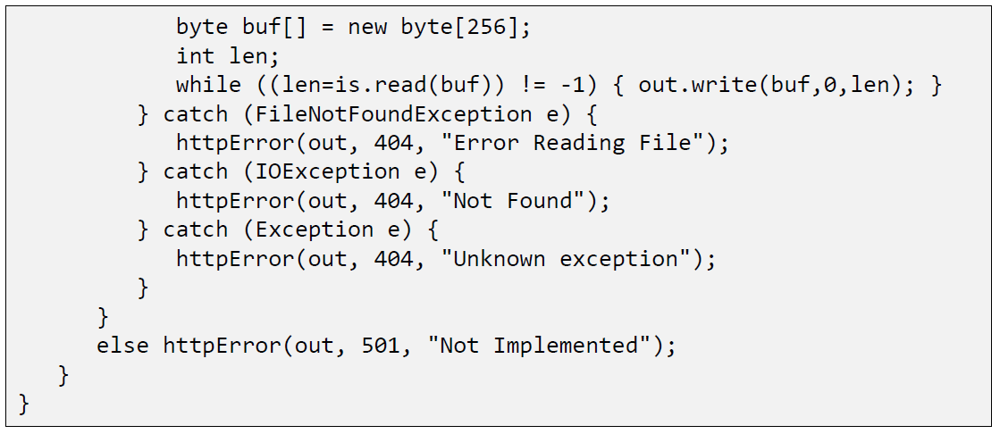 byte buf[] = new byte[256];
            int len;
            while ((len=is.read(buf)) != -1) { out.write(buf,0,len); }
         } catch (FileNotFoundException e) {
            httpError(out, 404, "Error Reading File");
         } catch (IOException e) {
            httpError(out, 404, "Not Found");
         } catch (Exception e) {
            httpError(out, 404, "Unknown exception");
         }
      }
      else httpError(out, 501, "Not Implemented");
   }
}